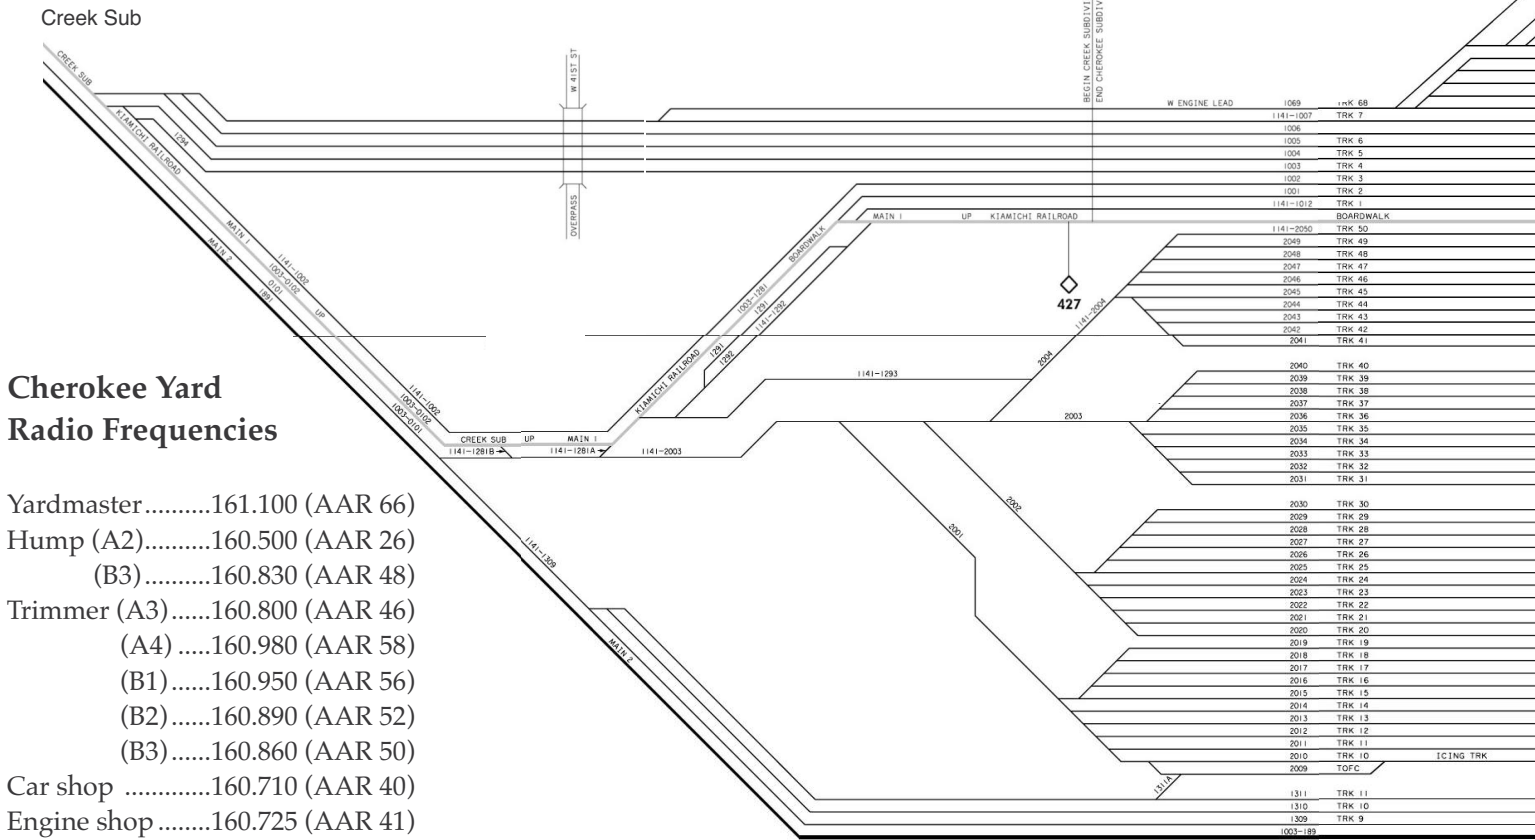 Creek Sub
CREEK SUB
W 41ST ST
OVERPASS
BEGIN CREEK SUBDIVI
END CHEROKEE SUBDIV
W ENGINE LEAD 1069 TRK 68
1141-1007 TRK 7
1006
1005 TRK 6
1004 TRK 5
1003 TRK 4
1002 TRK 3
1001 TRK 2
1141-1012 TRK 1
MAIN 1 UP KIAMICHI RAILROAD BOARDWALK
1141-2050 TRK 50
2049 TRK 49
2048 TRK 48
2047 TRK 47
2046 TRK 46
2045 TRK 45
2044 TRK 44
2043 TRK 43
2042 TRK 42
2041 TRK 41
2040 TRK 40
2039 TRK 39
2038 TRK 38
2037 TRK 37
2036 TRK 36
2035 TRK 35
2034 TRK 34
2033 TRK 33
2032 TRK 32
2031 TRK 31
2030 TRK 30
2029 TRK 29
2028 TRK 28
2027 TRK 27
2026 TRK 26
2025 TRK 25
2024 TRK 24
2023 TRK 23
2022 TRK 22
2021 TRK 21
2020 TRK 20
2019 TRK 19
2018 TRK 18
2017 TRK 17
2016 TRK 16
2015 TRK 15
2014 TRK 14
2013 TRK 13
2012 TRK 12
2011 TRK 11
2010 TRK 10 ICING TRK
2009 TOFC
1311A
1311 TRK 11
1310 TRK 10
1309 TRK 9
1003-189
1294
KIAMICHI RAILROAD
MAIN 1
MAIN 2
1141-1002
1003-0102
0101
1891
UP
1141-1002
1003-0102
1003-0101
CREEK SUB UP MAIN 1
1141-1281B
1141-1281A
1141-2003
KIAMICHI RAILROAD
BOARDWALK
1003-1281
1291
1141-1292
1291
1292
427
1141-2004
2004
1141-1293
2003
2002
2001
1141-1309
MAIN 2
Cherokee Yard
Radio Frequencies
Yardmaster..........161.100 (AAR 66)
Hump (A2)..........160.500 (AAR 26)
(B3)..........160.830 (AAR 48)
Trimmer (A3)......160.800 (AAR 46)
(A4) .....160.980 (AAR 58)
(B1)......160.950 (AAR 56)
(B2)......160.890 (AAR 52)
(B3)......160.860 (AAR 50)
Car shop .............160.710 (AAR 40)
Engine shop ........160.725 (AAR 41)